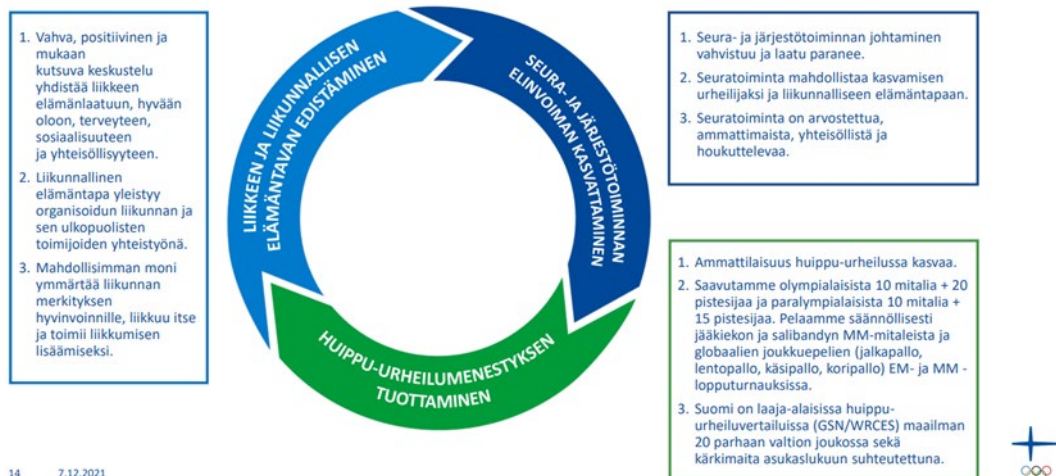 1. Vahva, positiivinen ja
mukaan
kutsuva keskustelu
yhdistää liikkeen
elämänlaatuun, hyvään
oloon, terveyteen,
sosiaalisuuteen
ja yhteisöllisyyteen.
2. Liikunnallinen
elämäntapa yleistyy
organisoidun liikunnan ja
sen ulkopuolisten
toimijoiden yhteistyönä.
3. Mahdollisimman moni
ymmärtää liikunnan
merkityksen
hyvinvoinnille, liikkuu itse
ja toimii liikkumisen
lisäämiseksi.
LIIKKEEN JA LIIKUNNALLISEN
ELÄMÄNTAVAN EDISTÄMINEN
SEURA- JA JÄRJESTÖTOIMINNAN
ELINVOIMAN KASVATTAMINEN
HUIPPU-URHEILUMENESTYKSEN
TUOTTAMINEN
1. Seura- ja järjestötoiminnan johtaminen
vahvistuu ja laatu paranee.
2. Seuratoiminta mahdollistaa kasvamisen
urheilijaksi ja liikunnalliseen elämäntapaan.
3. Seuratoiminta on arvostettua,
ammattimaista, yhteisöllistä ja
houkuttelevaa.
1. Ammattilaisuus huippu-urheilussa kasvaa.
2. Saavutamme olympialaisista 10 mitalia + 20
pistesijaa ja paralympialaisista 10 mitalia +
15 pistesijaa. Pelaamme säännöllisesti
jääkiekon ja salibandyn MM-mitaleista ja
globaalien joukkuepelien (jalkapallo,
lentopallo, käsipallo, koripallo) EM- ja MM -
lopputurnauksissa.
3. Suomi on laaja-alaisissa huippu-
urheiluvertailuissa (GSN/WRCES) maailman
20 parhaan valtion joukossa sekä
kärkimaita asukaslukuun suhteutettuna.
14 7.12.2021